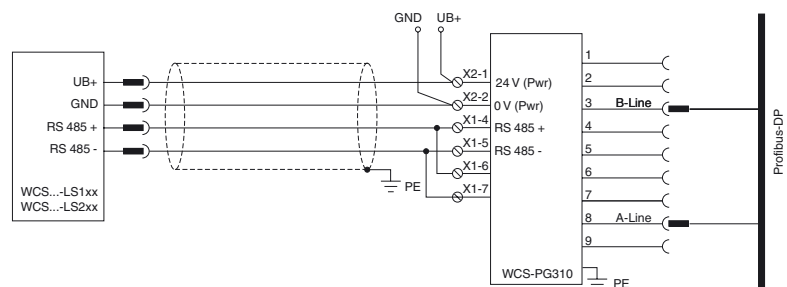 GND UB+
UB+
GND
RS 485 +
RS 485 -
WCS...-LS1xx
WCS...-LS2xx
PE
X2-1
X2-2
X1-4
X1-5
X1-6
X1-7
24 V (Pwr)
0 V (Pwr)
RS 485 +
RS 485 -
WCS-PG310
1
2
3 B-Line
4
5
6
7
8 A-Line
9
PE
Profibus-DP